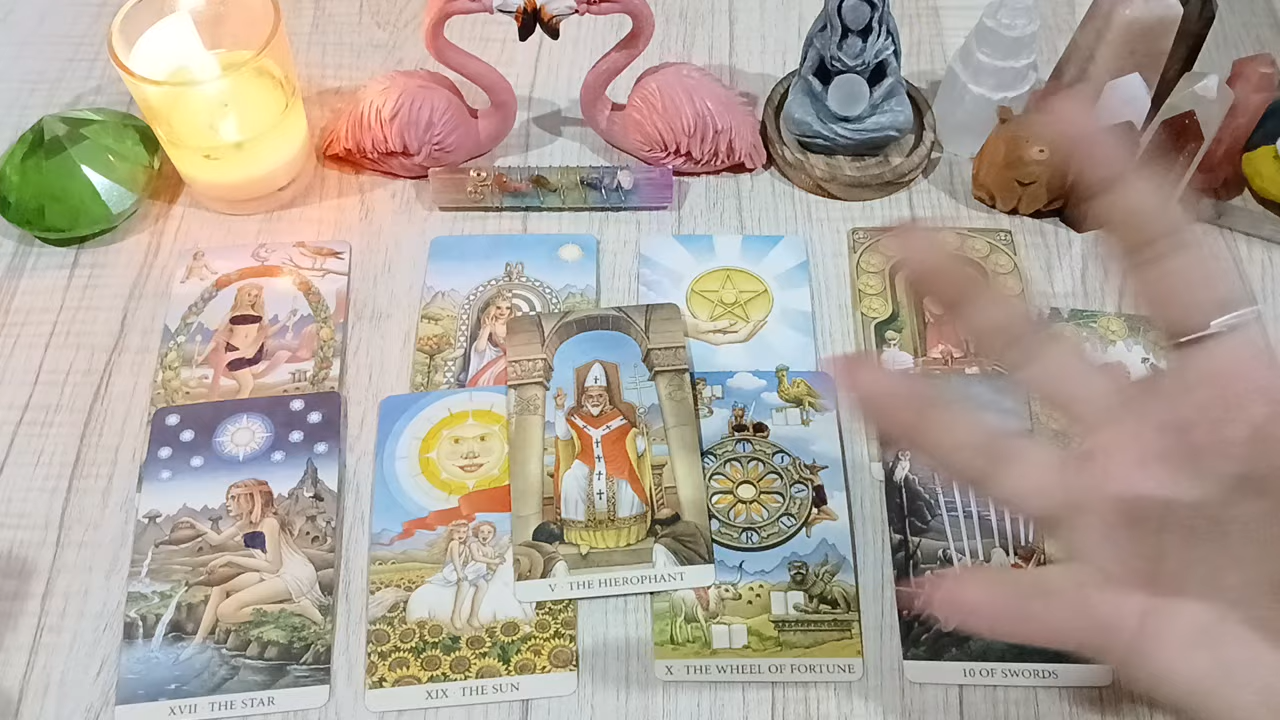 V · THE HIEROPHANT
XVII · THE STAR
XIX · THE SUN
X · THE WHEEL OF FORTUNE
10 OF SWORDS